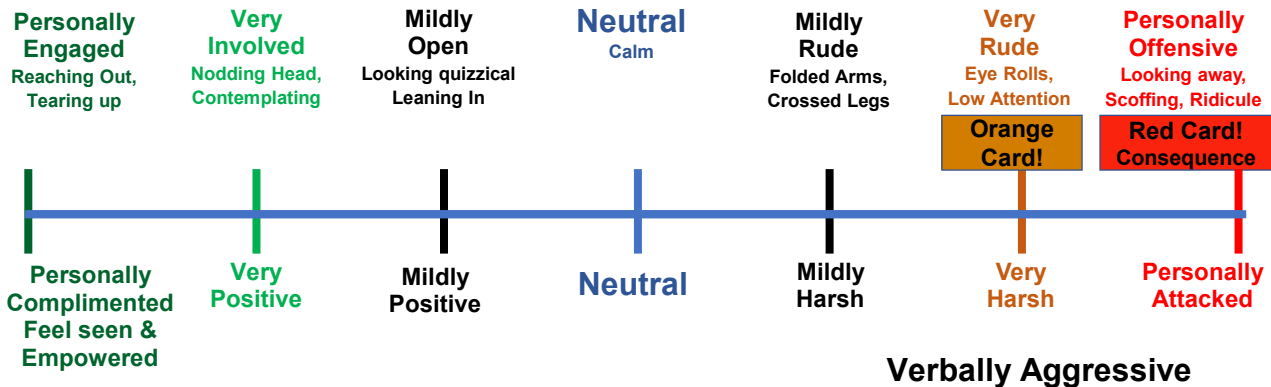 Personally
Engaged
Reaching Out,
Tearing up
Very
Involved
Nodding Head,
Contemplating
Mildly
Open
Looking quizzical
Leaning In
Neutral
Calm
Mildly
Rude
Folded Arms,
Crossed Legs
Very
Rude
Eye Rolls,
Low Attention
Orange
Card!
Personally
Offensive
Looking away,
Scoffing, Ridicule
Red Card!
Consequence
Personally
Complimented
Feel seen &
Empowered
Very
Positive
Mildly
Positive
Neutral
Mildly
Harsh
Very
Harsh
Personally
Attacked
Verbally Aggressive